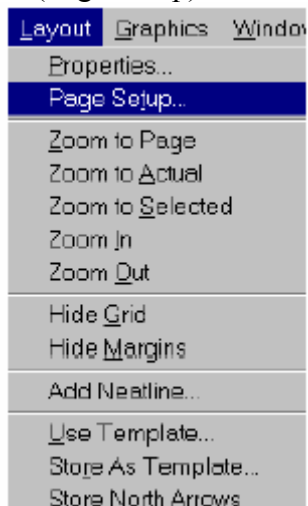 Layout Graphics
Properties...
Page Setup...
Zoom to Page
Zoom to Actual
Zoom to Selected
Zoom In
Zoom Out
Hide Grid
Hide Margins
Add Neatline...
Use Template...
Store As Template...
Store North Arrows